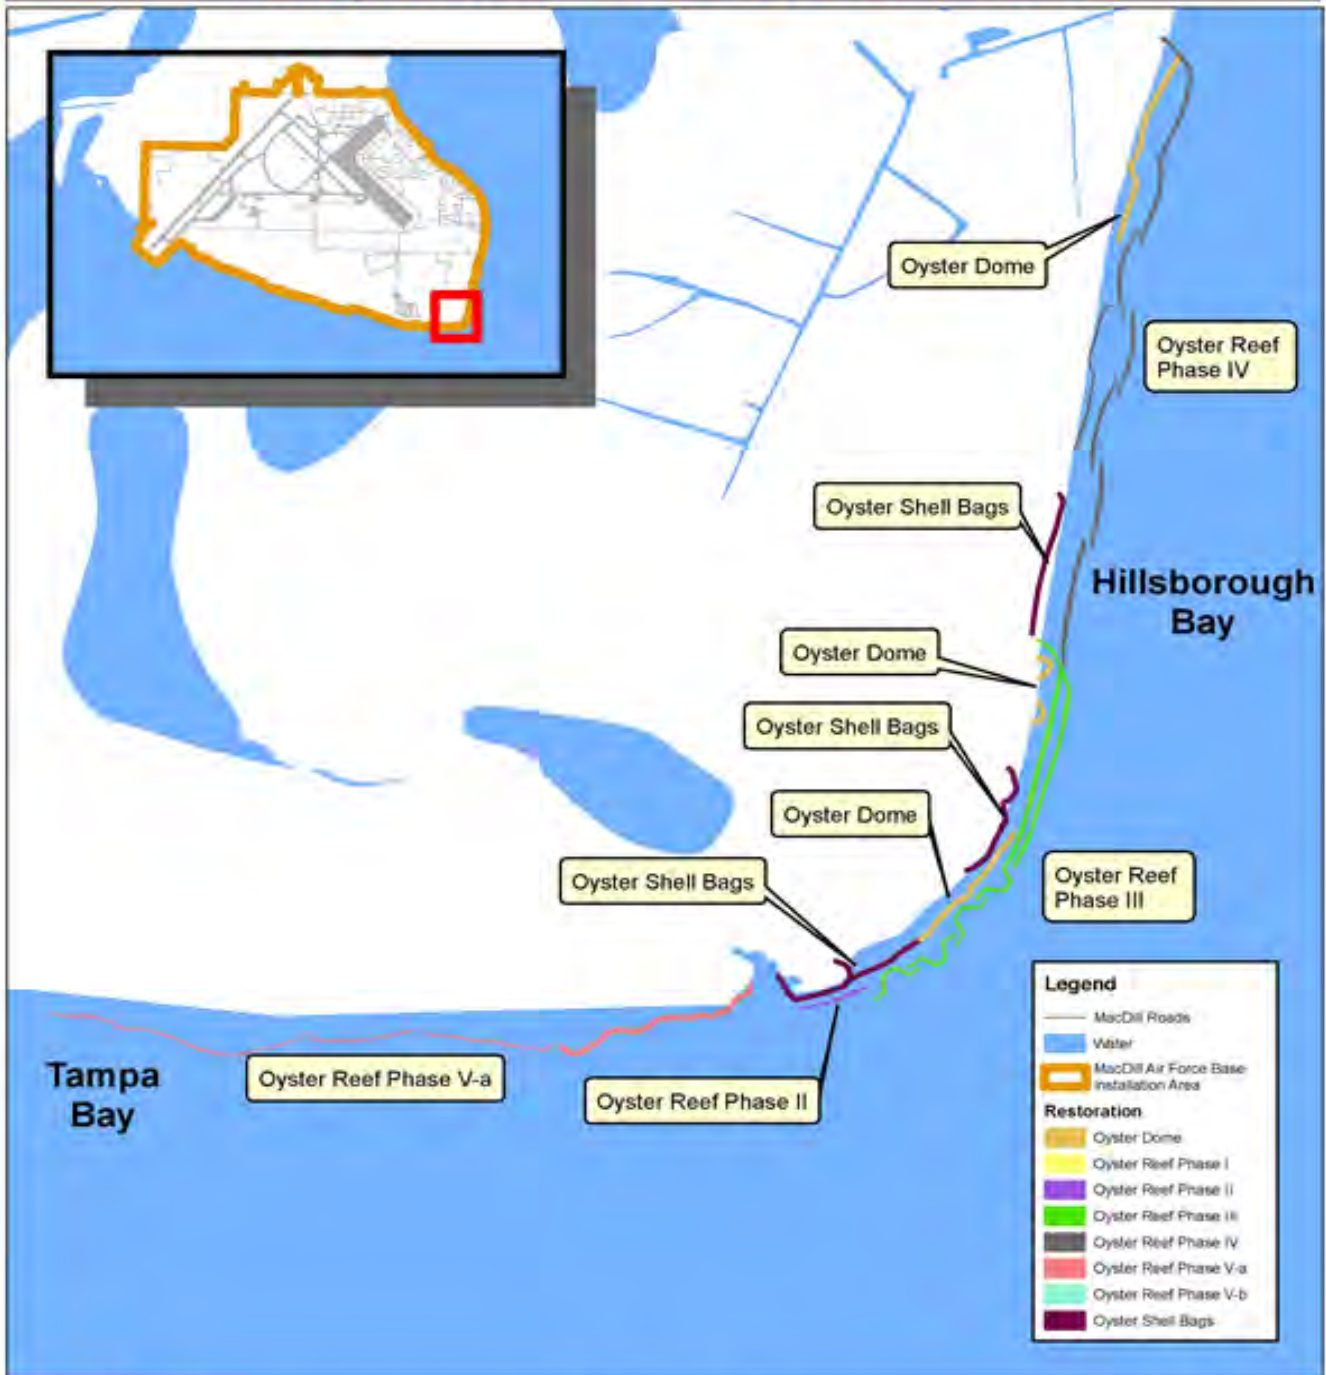 Oyster Dome
Oyster Reef
Phase IV
Oyster Shell Bags
Hillsborough
Bay
Oyster Dome
Oyster Shell Bags
Oyster Dome
Oyster Reef
Phase III
Oyster Shell Bags
Tampa
Bay
Oyster Reef Phase V-a
Oyster Reef Phase II
Legend
MacDill Roads
Water
MacDill Air Force Base
Installation Area
Restoration
Oyster Dome
Oyster Reef Phase I
Oyster Reef Phase II
Oyster Reef Phase III
Oyster Reef Phase IV
Oyster Reef Phase V-a
Oyster Reef Phase V-b
Oyster Shell Bags